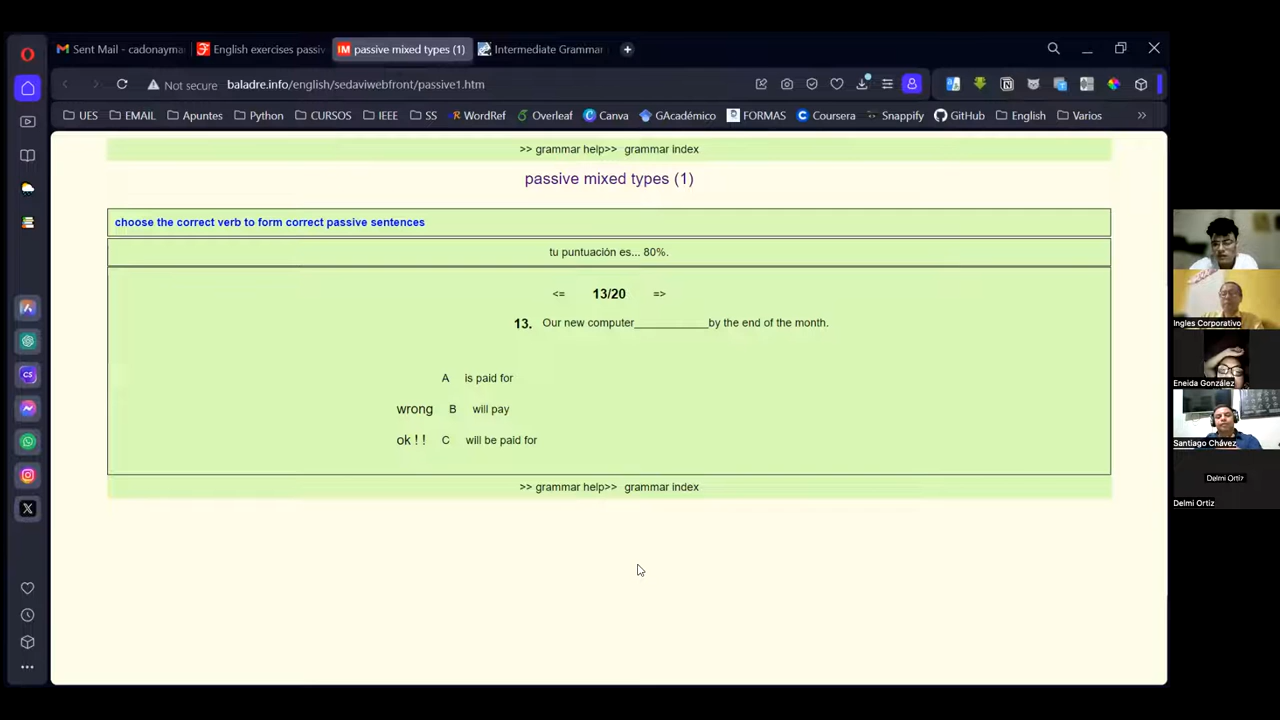 Sent Mail - cadonayman
English exercises passiv
passive mixed types (1)
Intermediate Grammar
Not secure
baladre.info/english/sedaviwebfront/passive1.htm
UES
EMAIL
Apuntes
Python
CURSOS
IEEE
SS
WordRef
Overleaf
Canva
GAcadémico
FORMAS
Coursera
Snappify
GitHub
English
Varios
>> grammar help>> grammar index
passive mixed types (1)
choose the correct verb to form correct passive sentences
tu puntuación es... 80%.
<= 13/20 =>
13. Our new computer____________by the end of the month.
A is paid for
wrong B will pay
ok ! ! C will be paid for
>> grammar help>> grammar index
Ingles Corporativo
Eneida González
Santiago Chávez
Delmi Ortiz
Delmi Ortiz